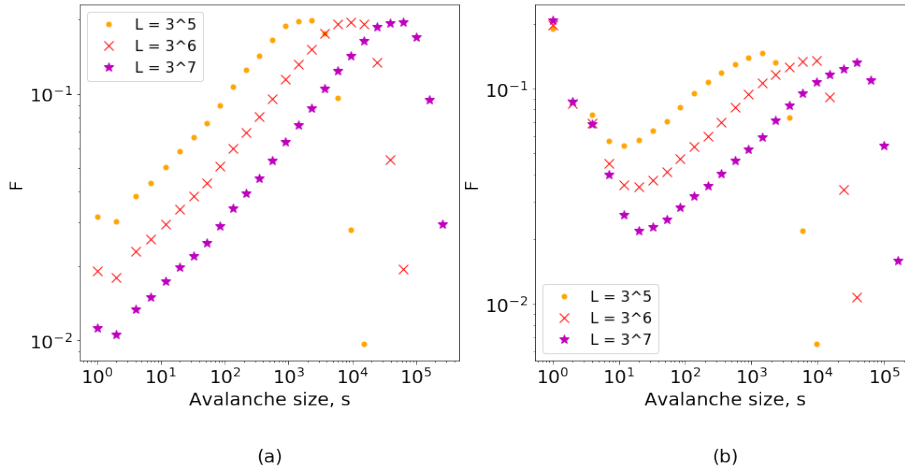 L = 3^5
L = 3^6
L = 3^7
F
10^-1
10^-2
10^0 10^1 10^2 10^3 10^4 10^5
Avalanche size, s
(a)
F
10^-1
10^-2
L = 3^5
L = 3^6
L = 3^7
10^0 10^1 10^2 10^3 10^4 10^5
Avalanche size, s
(b)